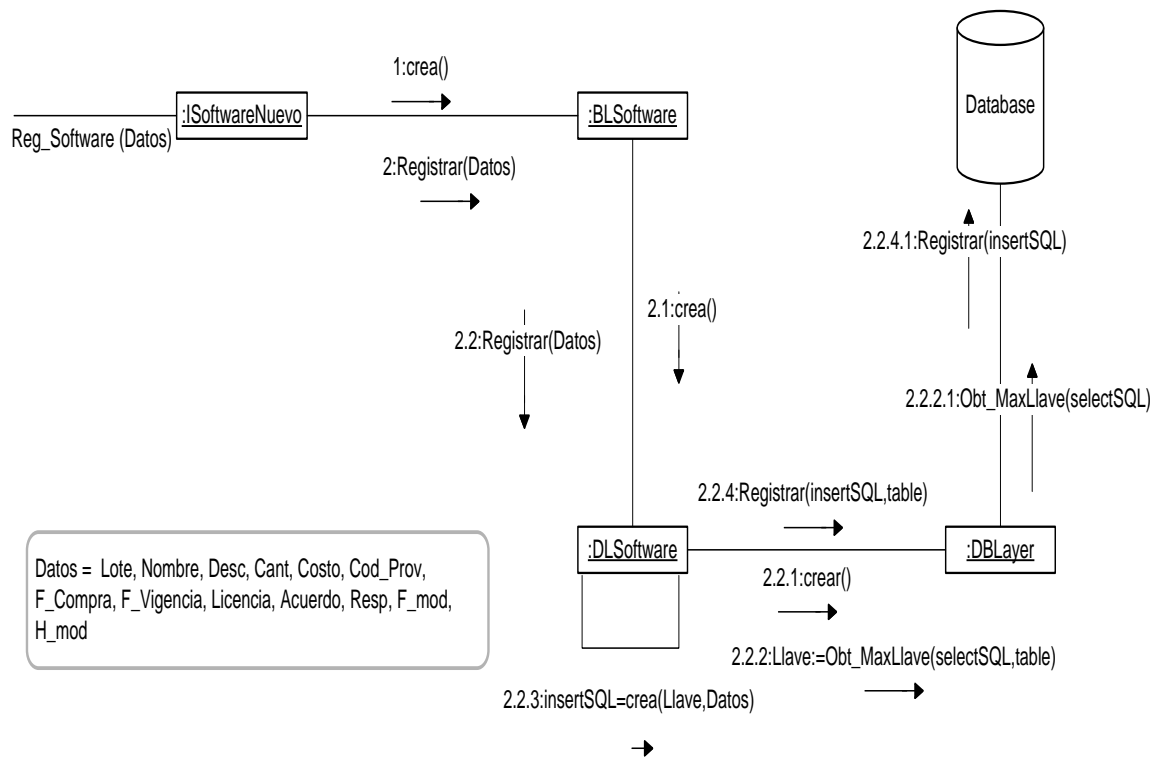 1:crea()
:ISoftwareNuevo
:BLSoftware
Database
Reg_Software (Datos)
2:Registrar(Datos)
2.2.4.1:Registrar(insertSQL)
2.1:crea()
2.2:Registrar(Datos)
2.2.2.1:Obt_MaxLlave(selectSQL)
2.2.4:Registrar(insertSQL,table)
:DLSoftware
:DBLayer
2.2.1:crear()
Datos = Lote, Nombre, Desc, Cant, Costo, Cod_Prov,
F_Compra, F_Vigencia, Licencia, Acuerdo, Resp, F_mod,
H_mod
2.2.2:Llave:=Obt_MaxLlave(selectSQL,table)
2.2.3:insertSQL=crea(Llave,Datos)